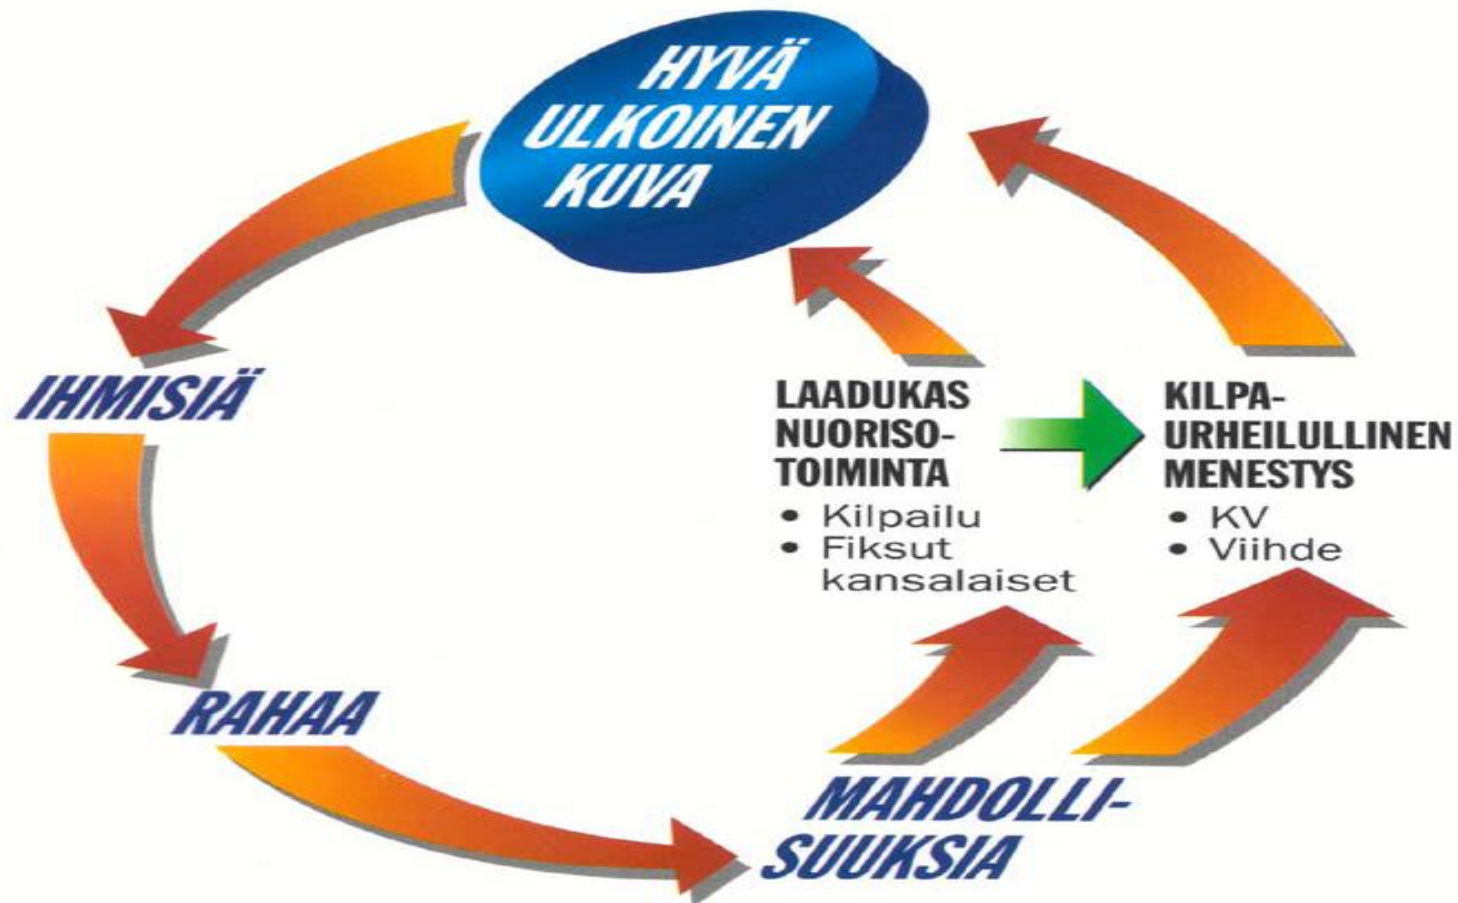 HYVÄ
ULKOINEN
KUVA
IHMISIÄ
RAHAA
MAHDOLLI-
SUUKSIA
LAADUKAS
NUORISO-
TOIMINTA
• Kilpailu
• Fiksut
kansalaiset
KILPA-
URHEILULLINEN
MENESTYS
• KV
• Viihde